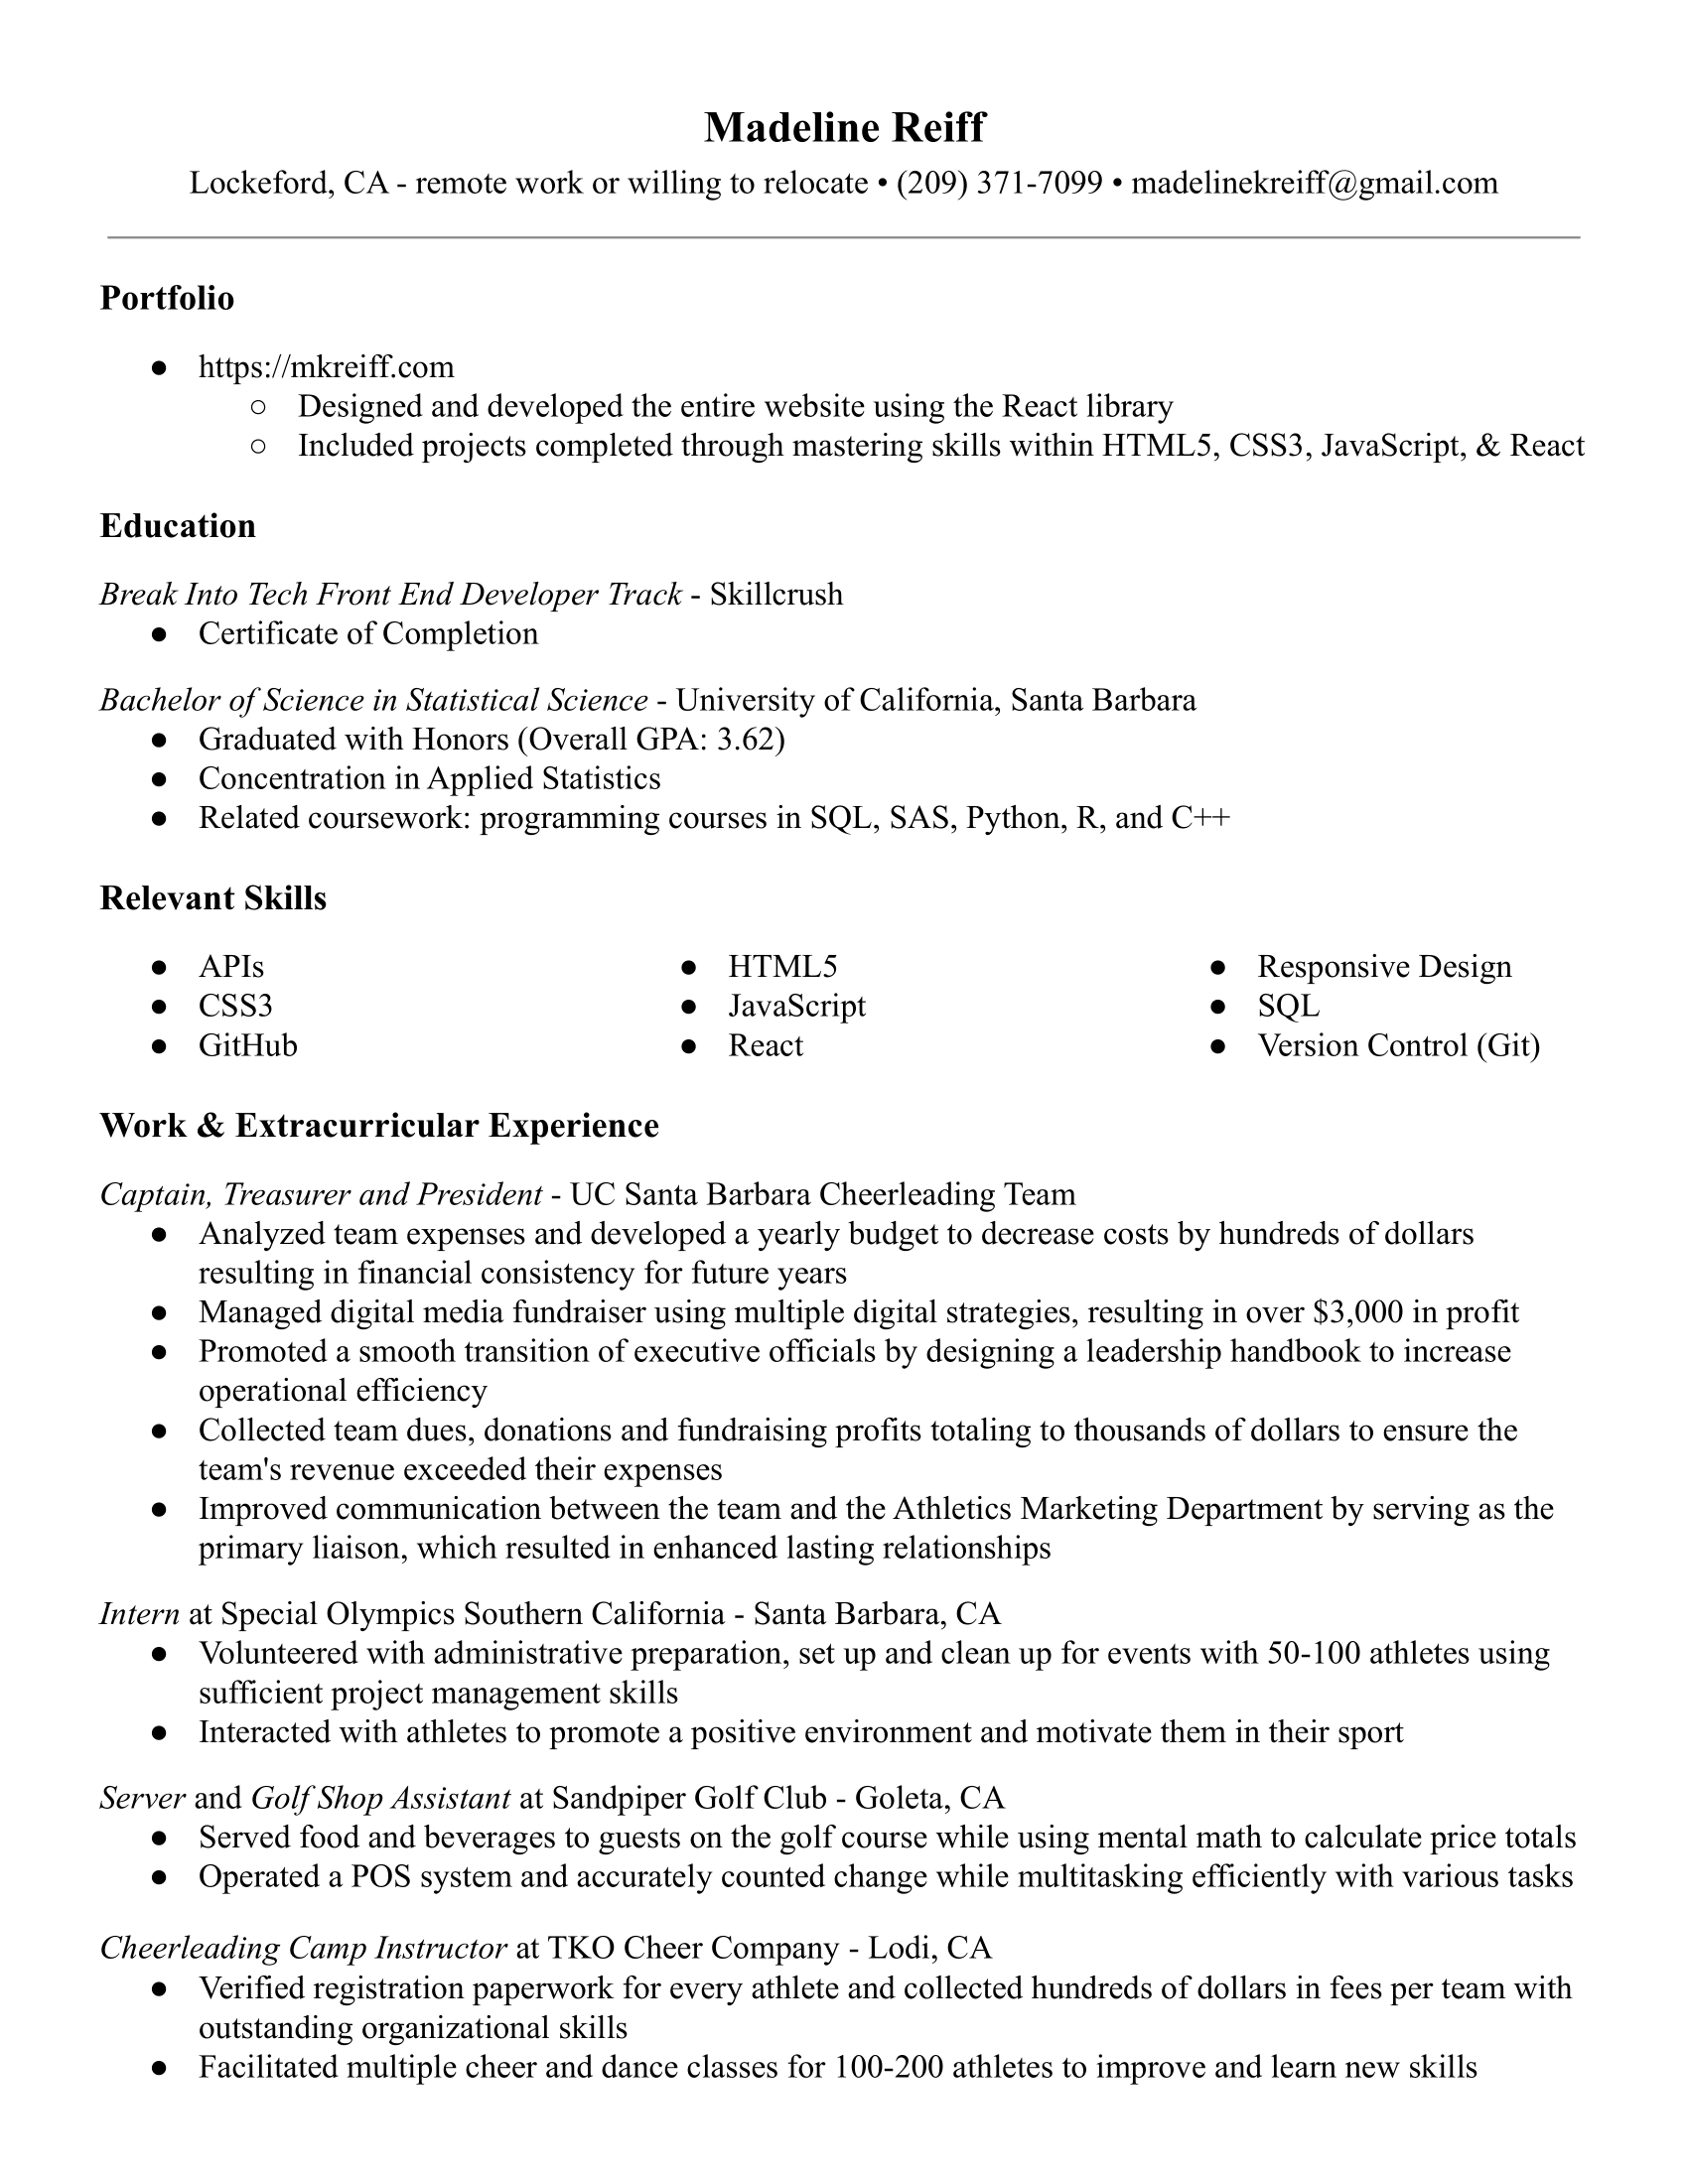 Madeline Reiff
Lockeford, CA - remote work or willing to relocate • (209) 371-7099 • madelinekreiff@gmail.com
Portfolio
● https://mkreiff.com
○ Designed and developed the entire website using the React library
○ Included projects completed through mastering skills within HTML5, CSS3, JavaScript, & React
Education
Break Into Tech Front End Developer Track - Skillcrush
● Certificate of Completion
Bachelor of Science in Statistical Science - University of California, Santa Barbara
● Graduated with Honors (Overall GPA: 3.62)
● Concentration in Applied Statistics
● Related coursework: programming courses in SQL, SAS, Python, R, and C++
Relevant Skills
● APIs
● CSS3
● GitHub
● HTML5
● JavaScript
● React
● Responsive Design
● SQL
● Version Control (Git)
Work & Extracurricular Experience
Captain, Treasurer and President - UC Santa Barbara Cheerleading Team
● Analyzed team expenses and developed a yearly budget to decrease costs by hundreds of dollars
resulting in financial consistency for future years
● Managed digital media fundraiser using multiple digital strategies, resulting in over $3,000 in profit
● Promoted a smooth transition of executive officials by designing a leadership handbook to increase
operational efficiency
● Collected team dues, donations and fundraising profits totaling to thousands of dollars to ensure the
team's revenue exceeded their expenses
● Improved communication between the team and the Athletics Marketing Department by serving as the
primary liaison, which resulted in enhanced lasting relationships
Intern at Special Olympics Southern California - Santa Barbara, CA
● Volunteered with administrative preparation, set up and clean up for events with 50-100 athletes using
sufficient project management skills
● Interacted with athletes to promote a positive environment and motivate them in their sport
Server and Golf Shop Assistant at Sandpiper Golf Club - Goleta, CA
● Served food and beverages to guests on the golf course while using mental math to calculate price totals
● Operated a POS system and accurately counted change while multitasking efficiently with various tasks
Cheerleading Camp Instructor at TKO Cheer Company - Lodi, CA
● Verified registration paperwork for every athlete and collected hundreds of dollars in fees per team with
outstanding organizational skills
● Facilitated multiple cheer and dance classes for 100-200 athletes to improve and learn new skills